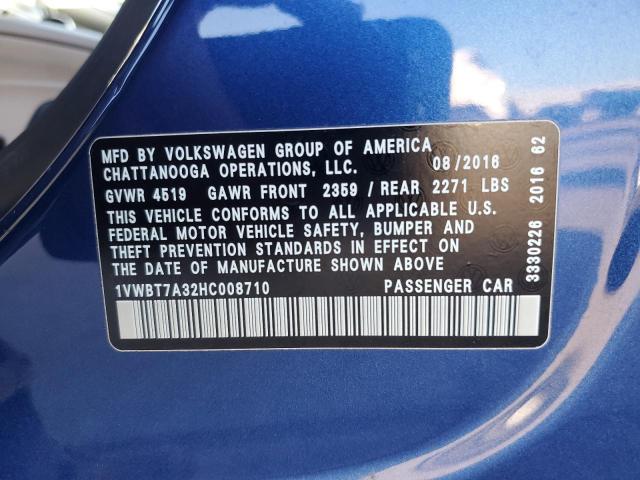 MFD BY VOLKSWAGEN GROUP OF AMERICA
CHATTANOOGA OPERATIONS, LLC. 08/2016
GVWR 4519 GAWR FRONT 2359 / REAR 2271 LBS
THIS VEHICLE CONFORMS TO ALL APPLICABLE U.S.
FEDERAL MOTOR VEHICLE SAFETY, BUMPER AND
THEFT PREVENTION STANDARDS IN EFFECT ON
THE DATE OF MANUFACTURE SHOWN ABOVE
1VWBT7A32HC008710 PASSENGER CAR
3330226 2016 62